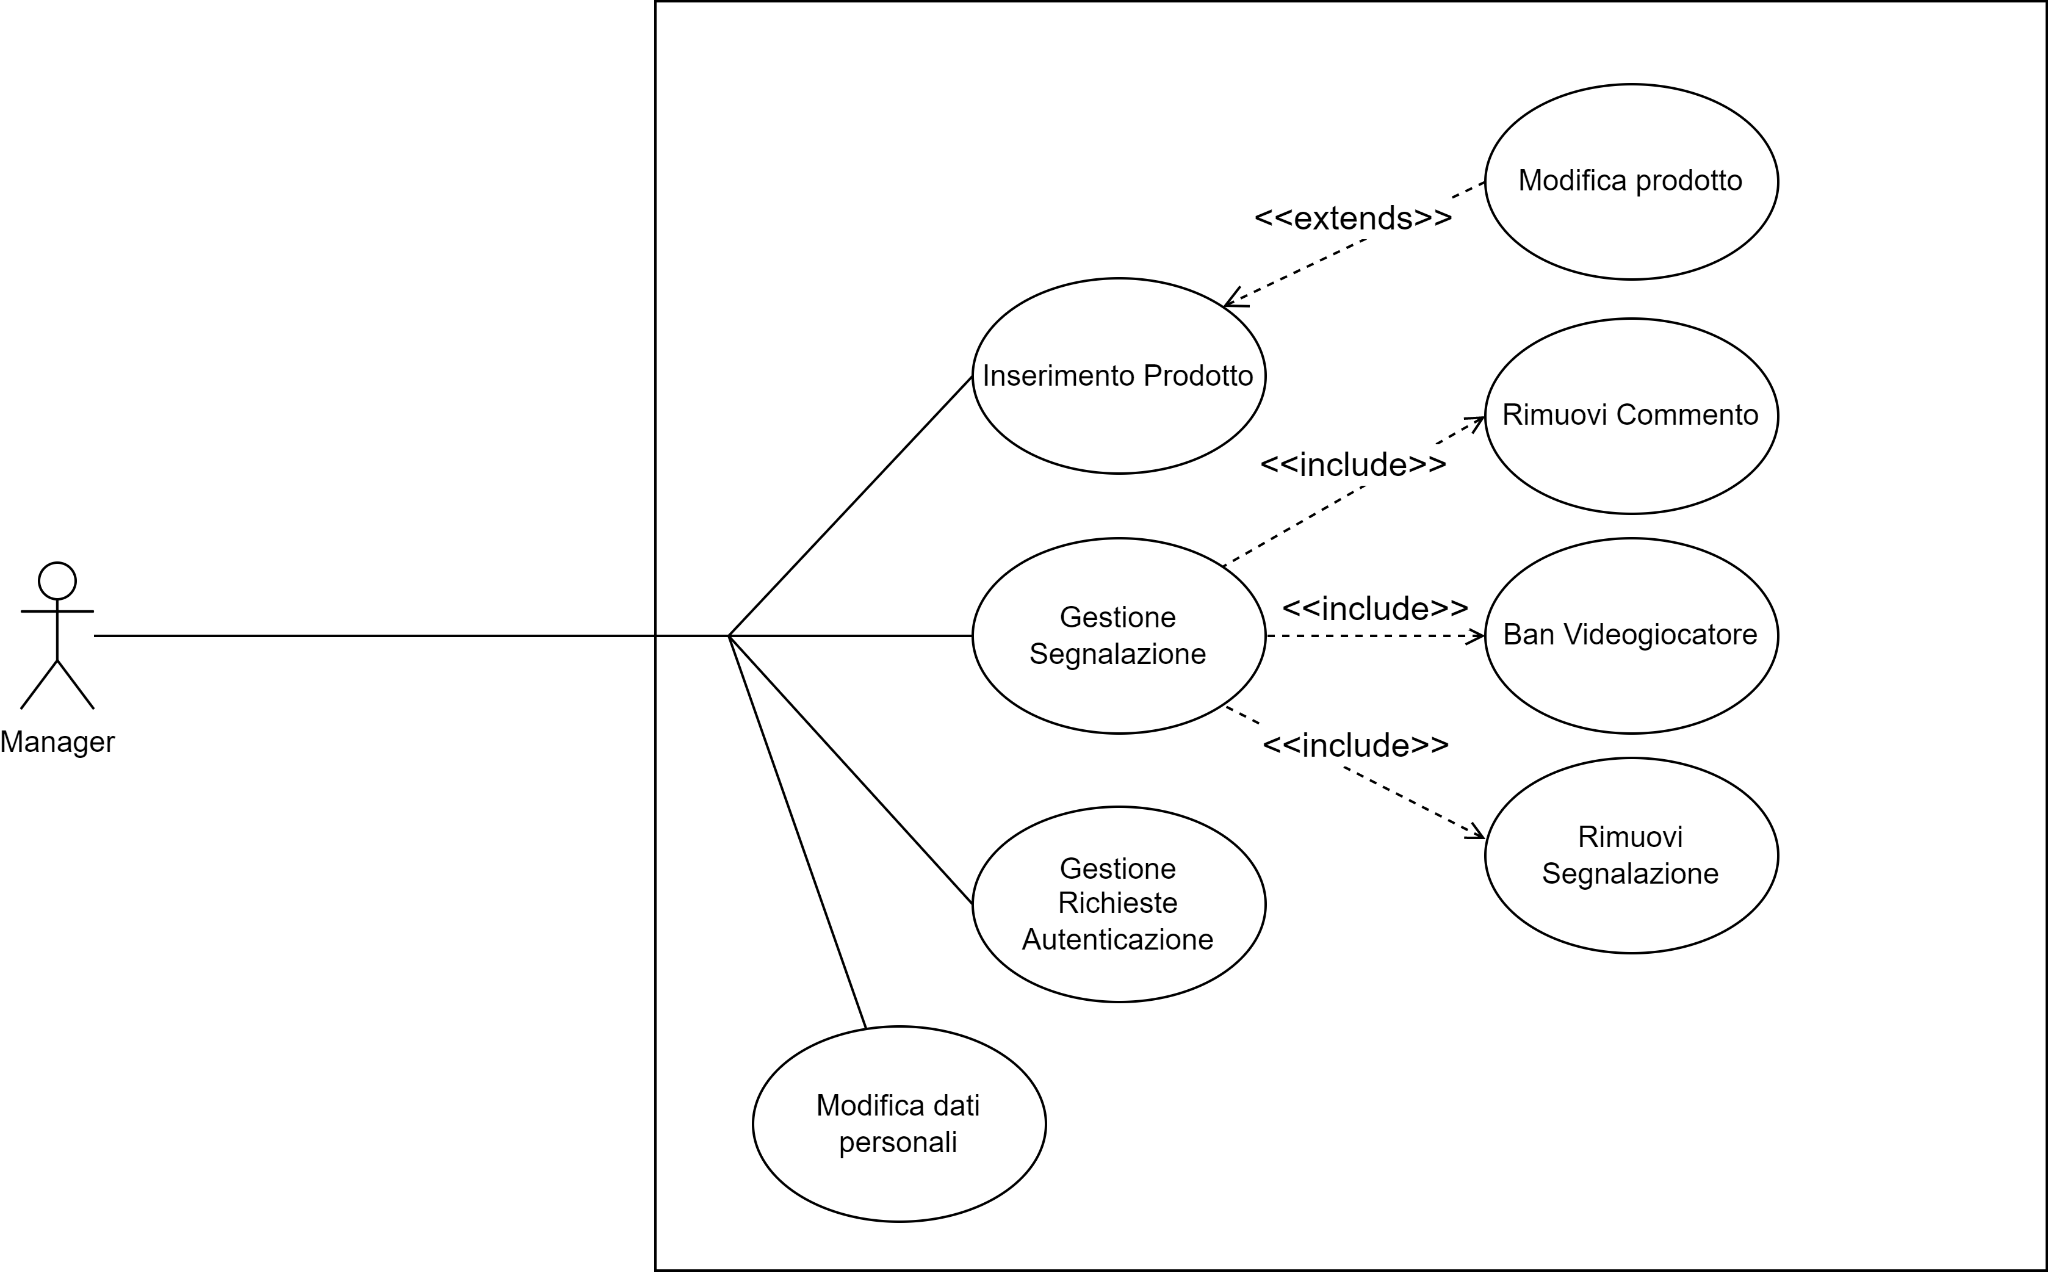 Modifica prodotto
<<extends>>
Inserimento Prodotto
Rimuovi Commento
<<include>>
Gestione
Segnalazione
<<include>>
Ban Videogiocatore
Manager
<<include>>
Rimuovi
Segnalazione
Gestione
Richieste
Autenticazione
Modifica dati
personali